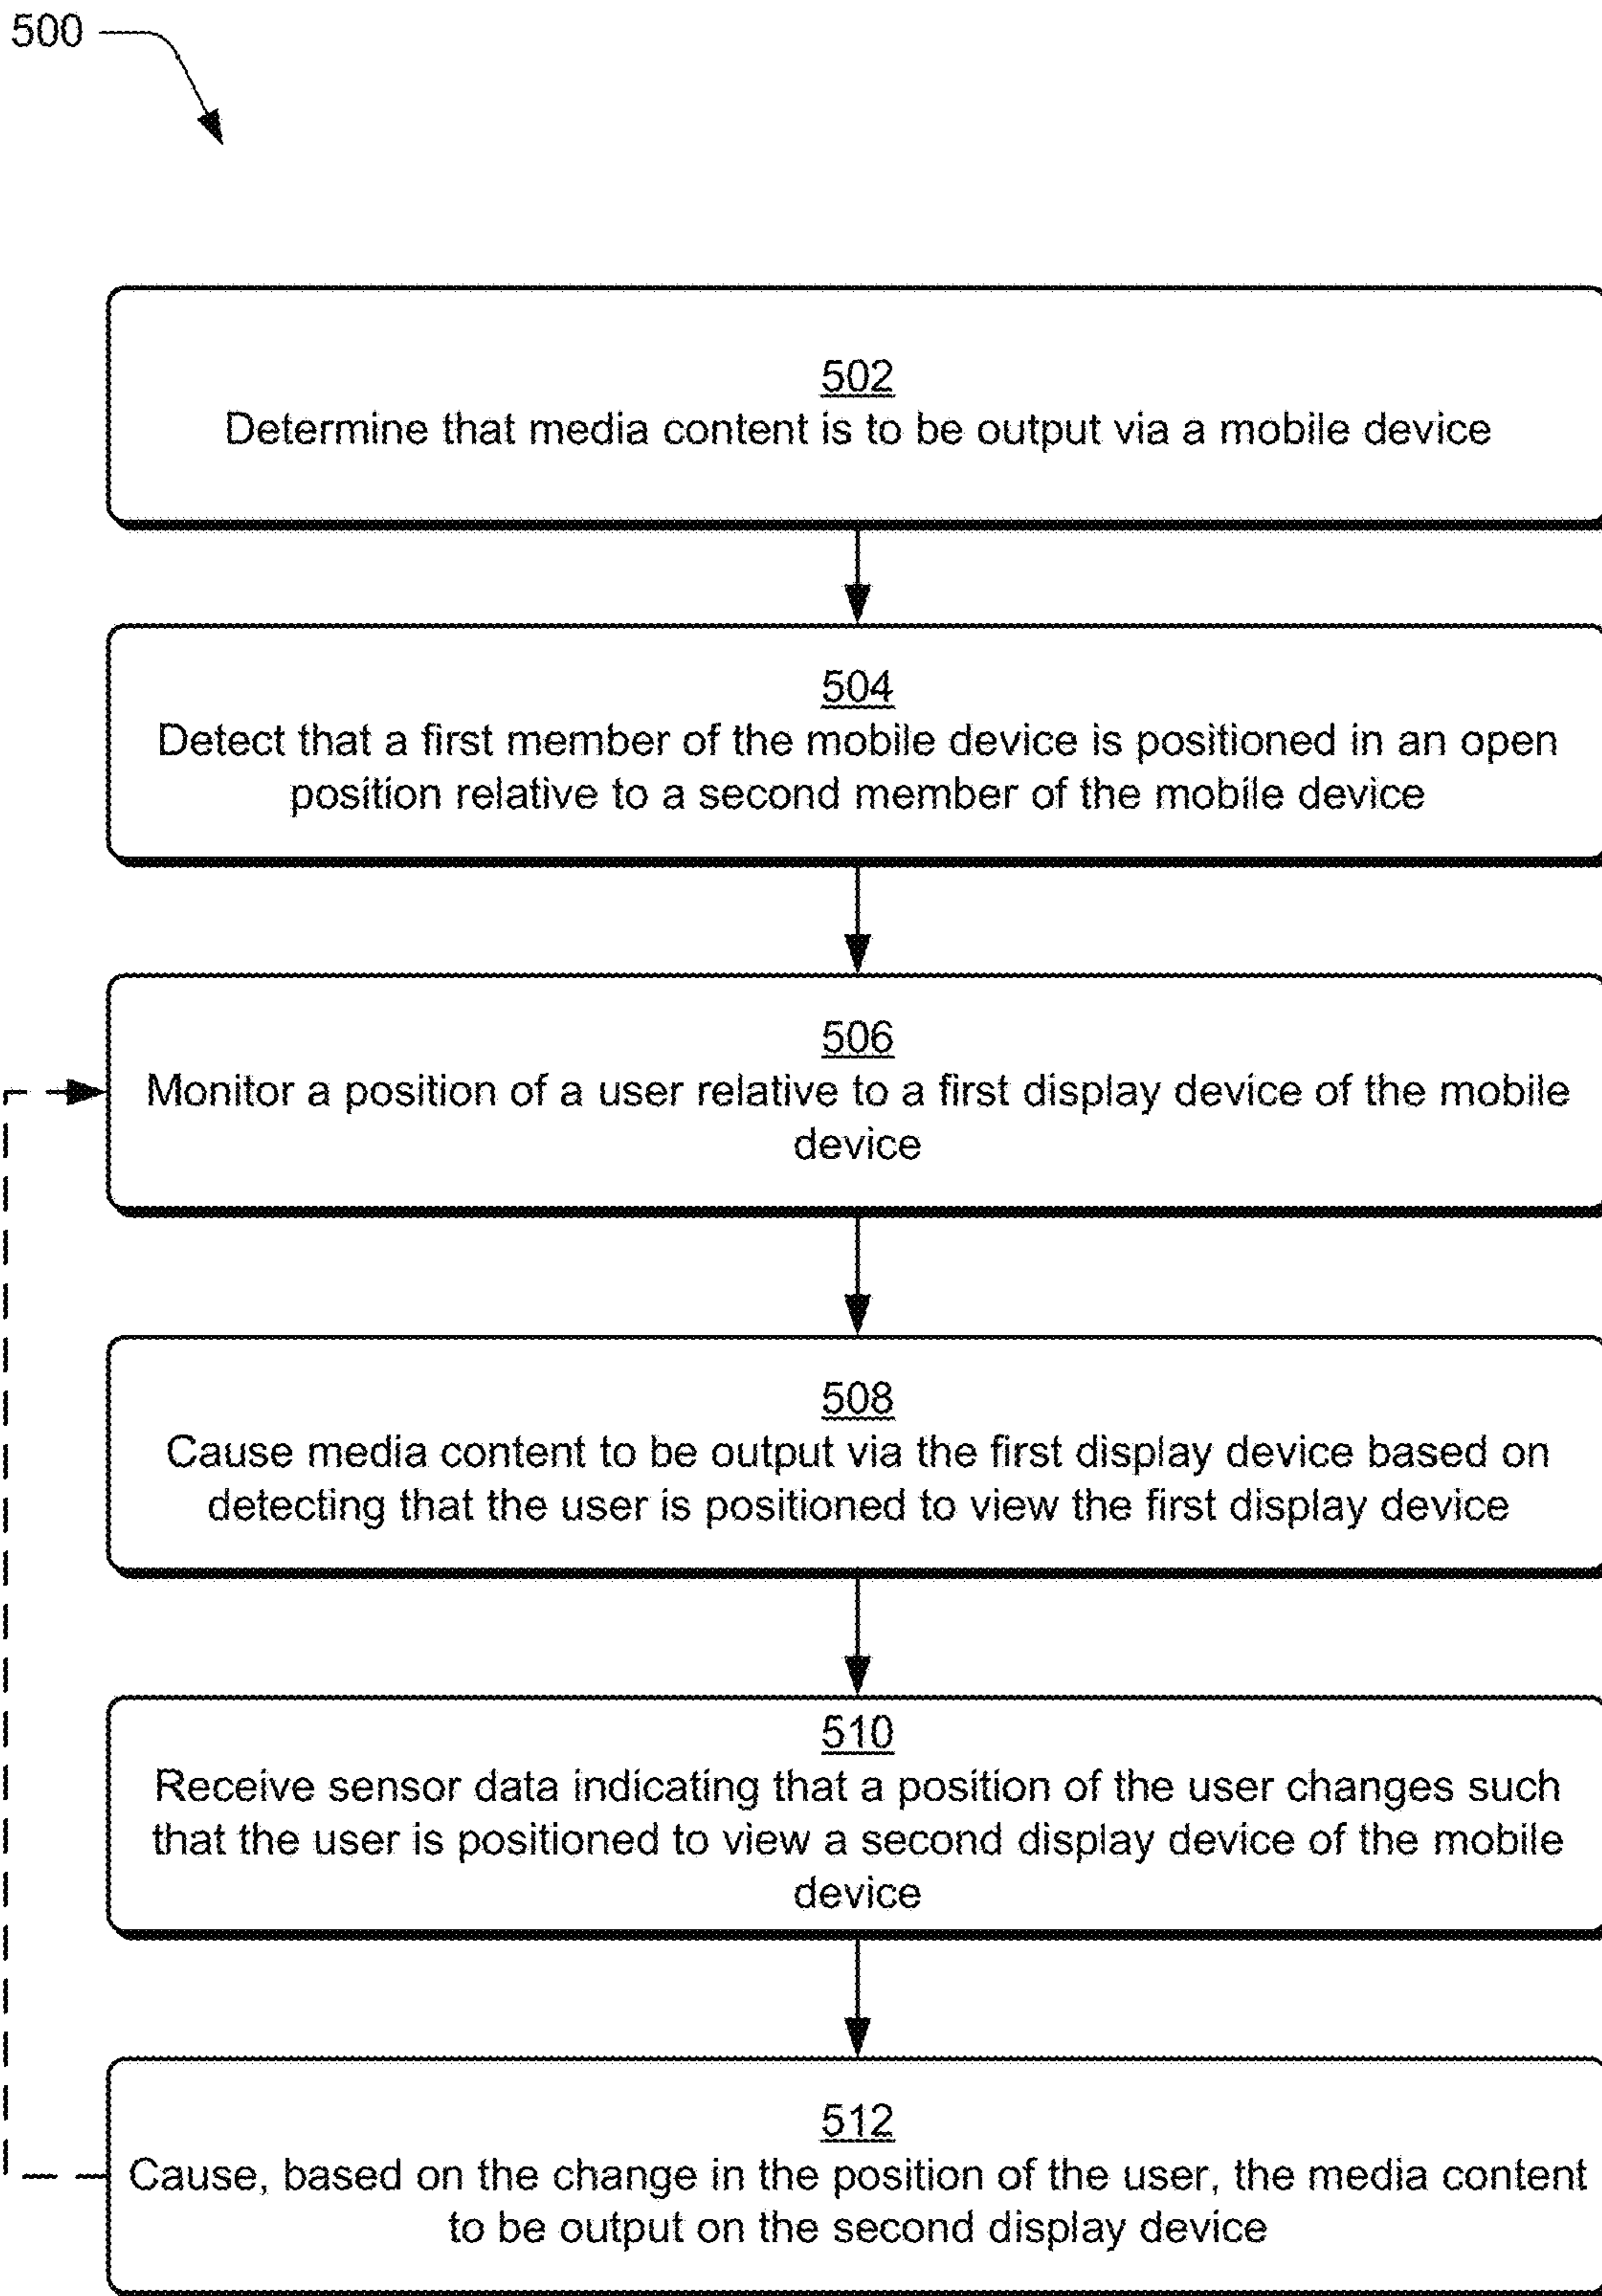 500
502
Determine that media content is to be output via a mobile device
504
Detect that a first member of the mobile device is positioned in an open
position relative to a second member of the mobile device
506
Monitor a position of a user relative to a first display device of the mobile
device
508
Cause media content to be output via the first display device based on
detecting that the user is positioned to view the first display device
510
Receive sensor data indicating that a position of the user changes such
that the user is positioned to view a second display device of the mobile
device
512
Cause, based on the change in the position of the user, the media content
to be output on the second display device